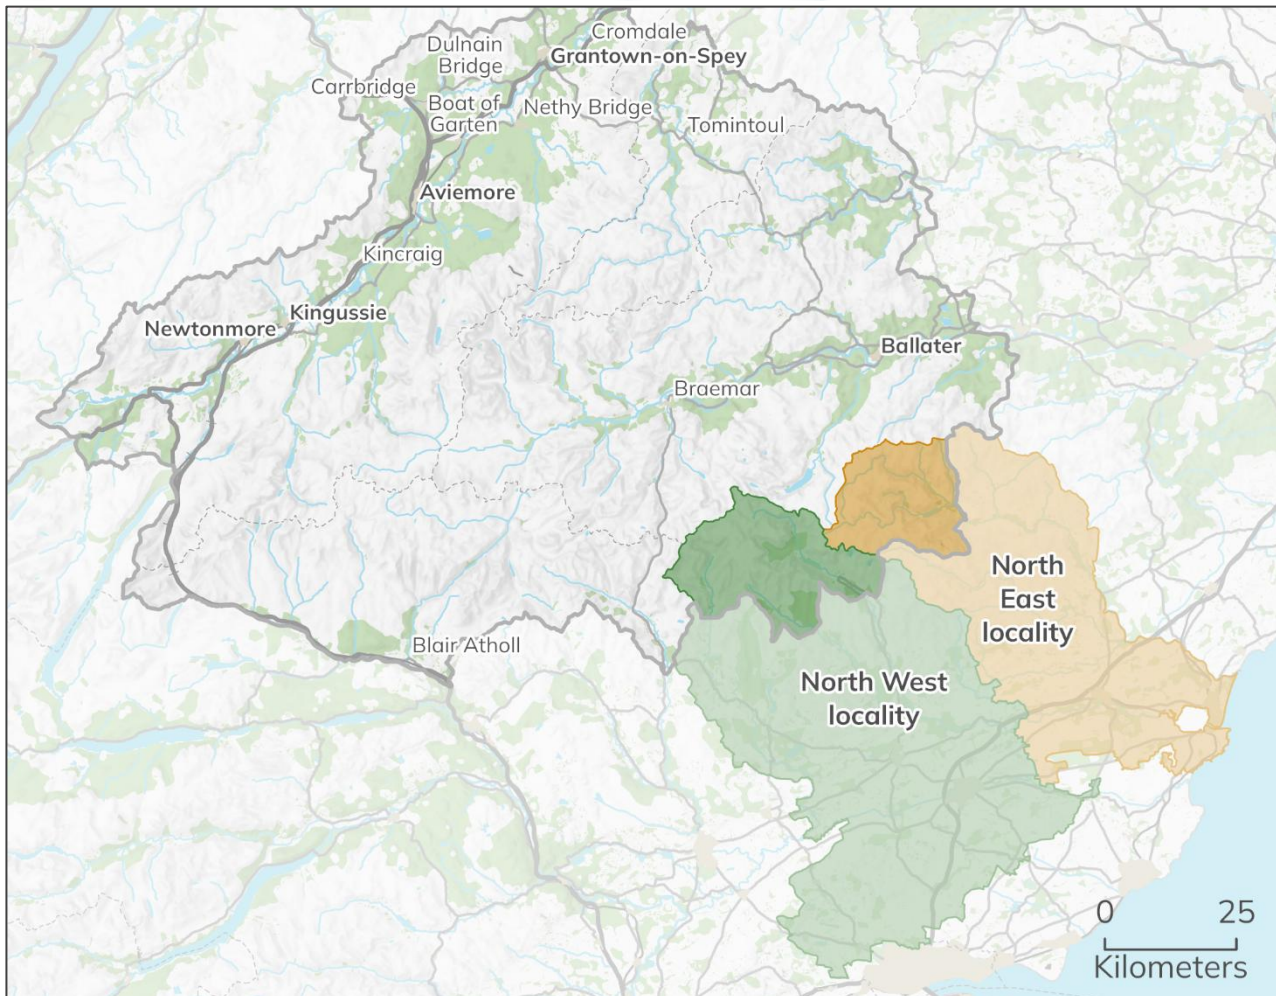 Cromdale
Dulnain
Bridge
Grantown-on-Spey
Carrbridge
Boat of
Garten
Nethy Bridge
Tomintoul
Aviemore
Kincraig
Kingussie
Newtonmore
Ballater
Braemar
North
East
locality
Blair Atholl
North West
locality
0 25
Kilometers